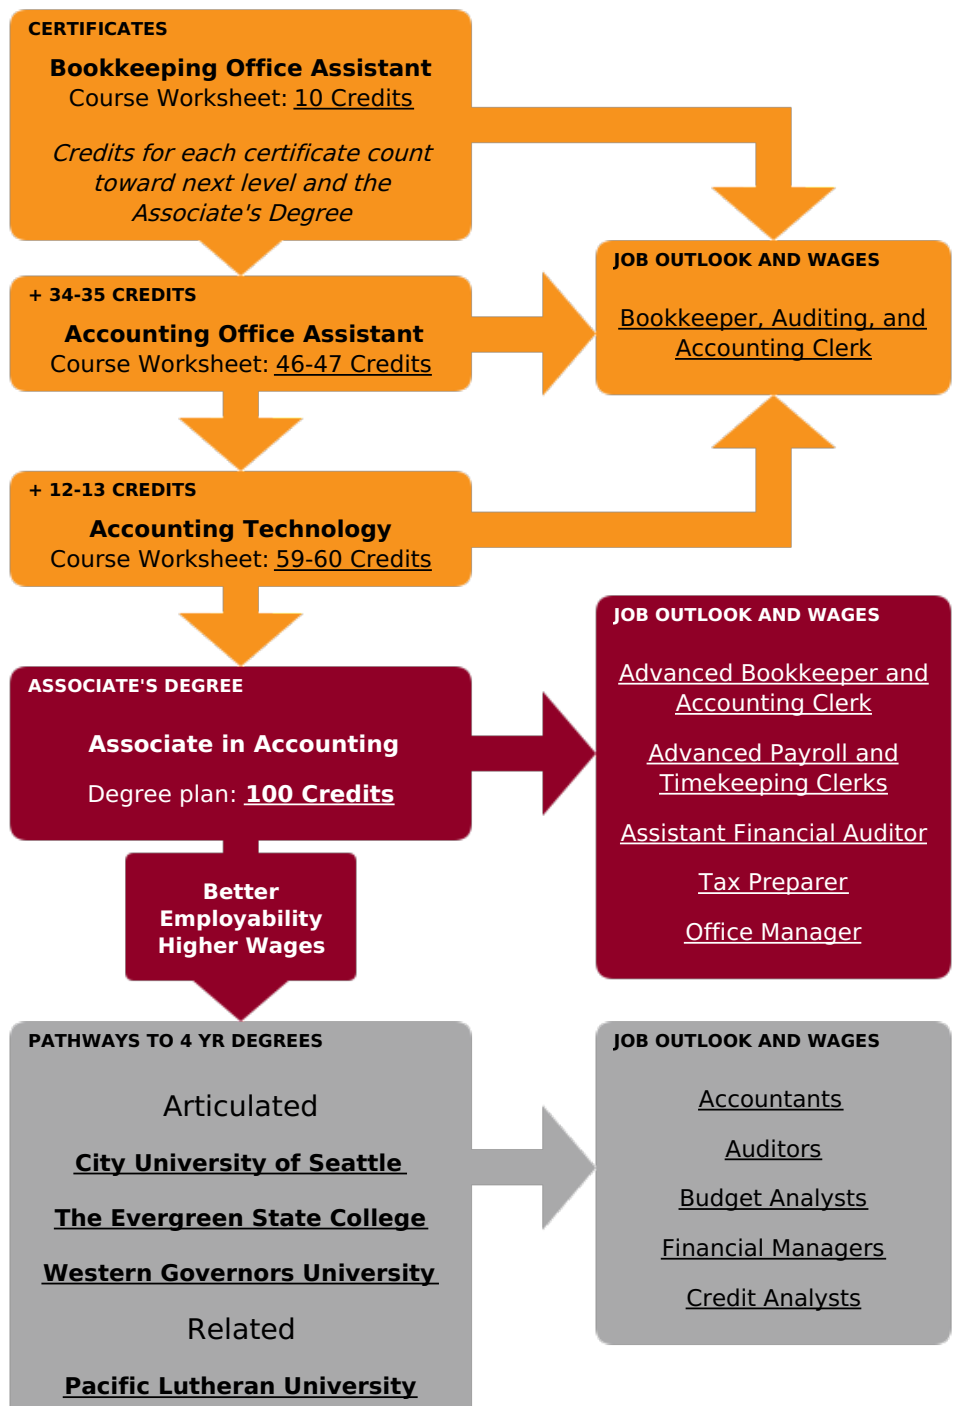 CERTIFICATES
Bookkeeping Office Assistant
Course Worksheet: 10 Credits
Credits for each certificate count
toward next level and the
Associate's Degree
JOB OUTLOOK AND WAGES
Bookkeeper, Auditing, and
Accounting Clerk
+ 34-35 CREDITS
Accounting Office Assistant
Course Worksheet: 46-47 Credits
+ 12-13 CREDITS
Accounting Technology
Course Worksheet: 59-60 Credits
ASSOCIATE'S DEGREE
Associate in Accounting
Degree plan: 100 Credits
JOB OUTLOOK AND WAGES
Advanced Bookkeeper and
Accounting Clerk
Advanced Payroll and
Timekeeping Clerks
Assistant Financial Auditor
Tax Preparer
Office Manager
Better
Employability
Higher Wages
PATHWAYS TO 4 YR DEGREES
Articulated
City University of Seattle
The Evergreen State College
Western Governors University
Related
Pacific Lutheran University
JOB OUTLOOK AND WAGES
Accountants
Auditors
Budget Analysts
Financial Managers
Credit Analysts